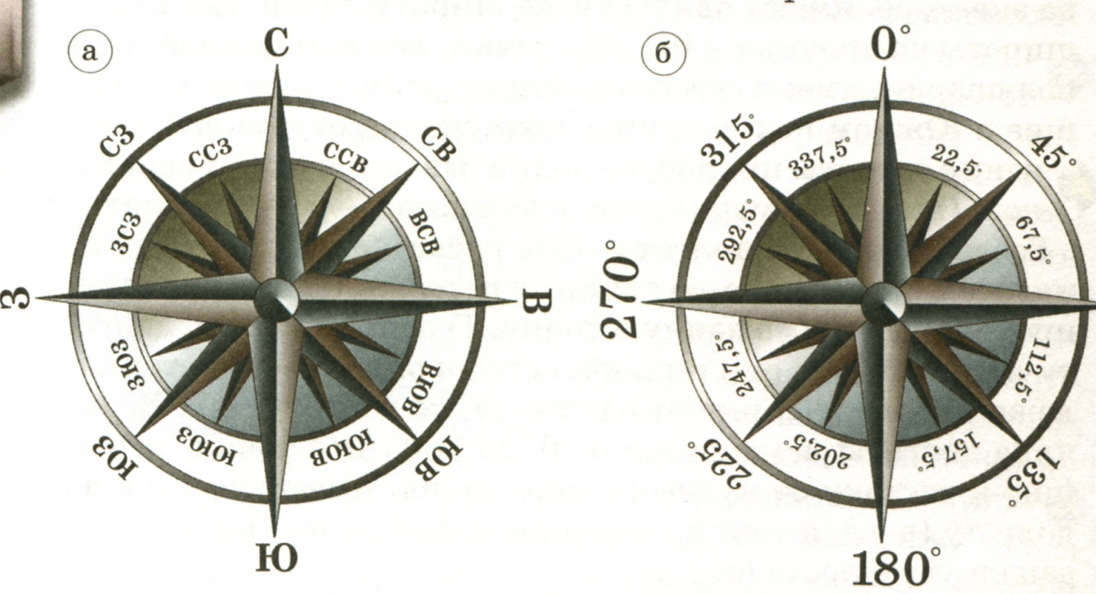 а
С
СЗ
ССЗ
ССВ
СВ
ЗСЗ
ВСВ
З
В
ЗЮЗ
ВЮВ
ЮЗ
ЮЮЗ
ЮЮВ
ЮВ
Ю
б
0°
315°
337,5°
22,5°
45°
292,5°
67,5°
270°
247,5°
112,5°
225°
202,5°
157,5°
135°
180°